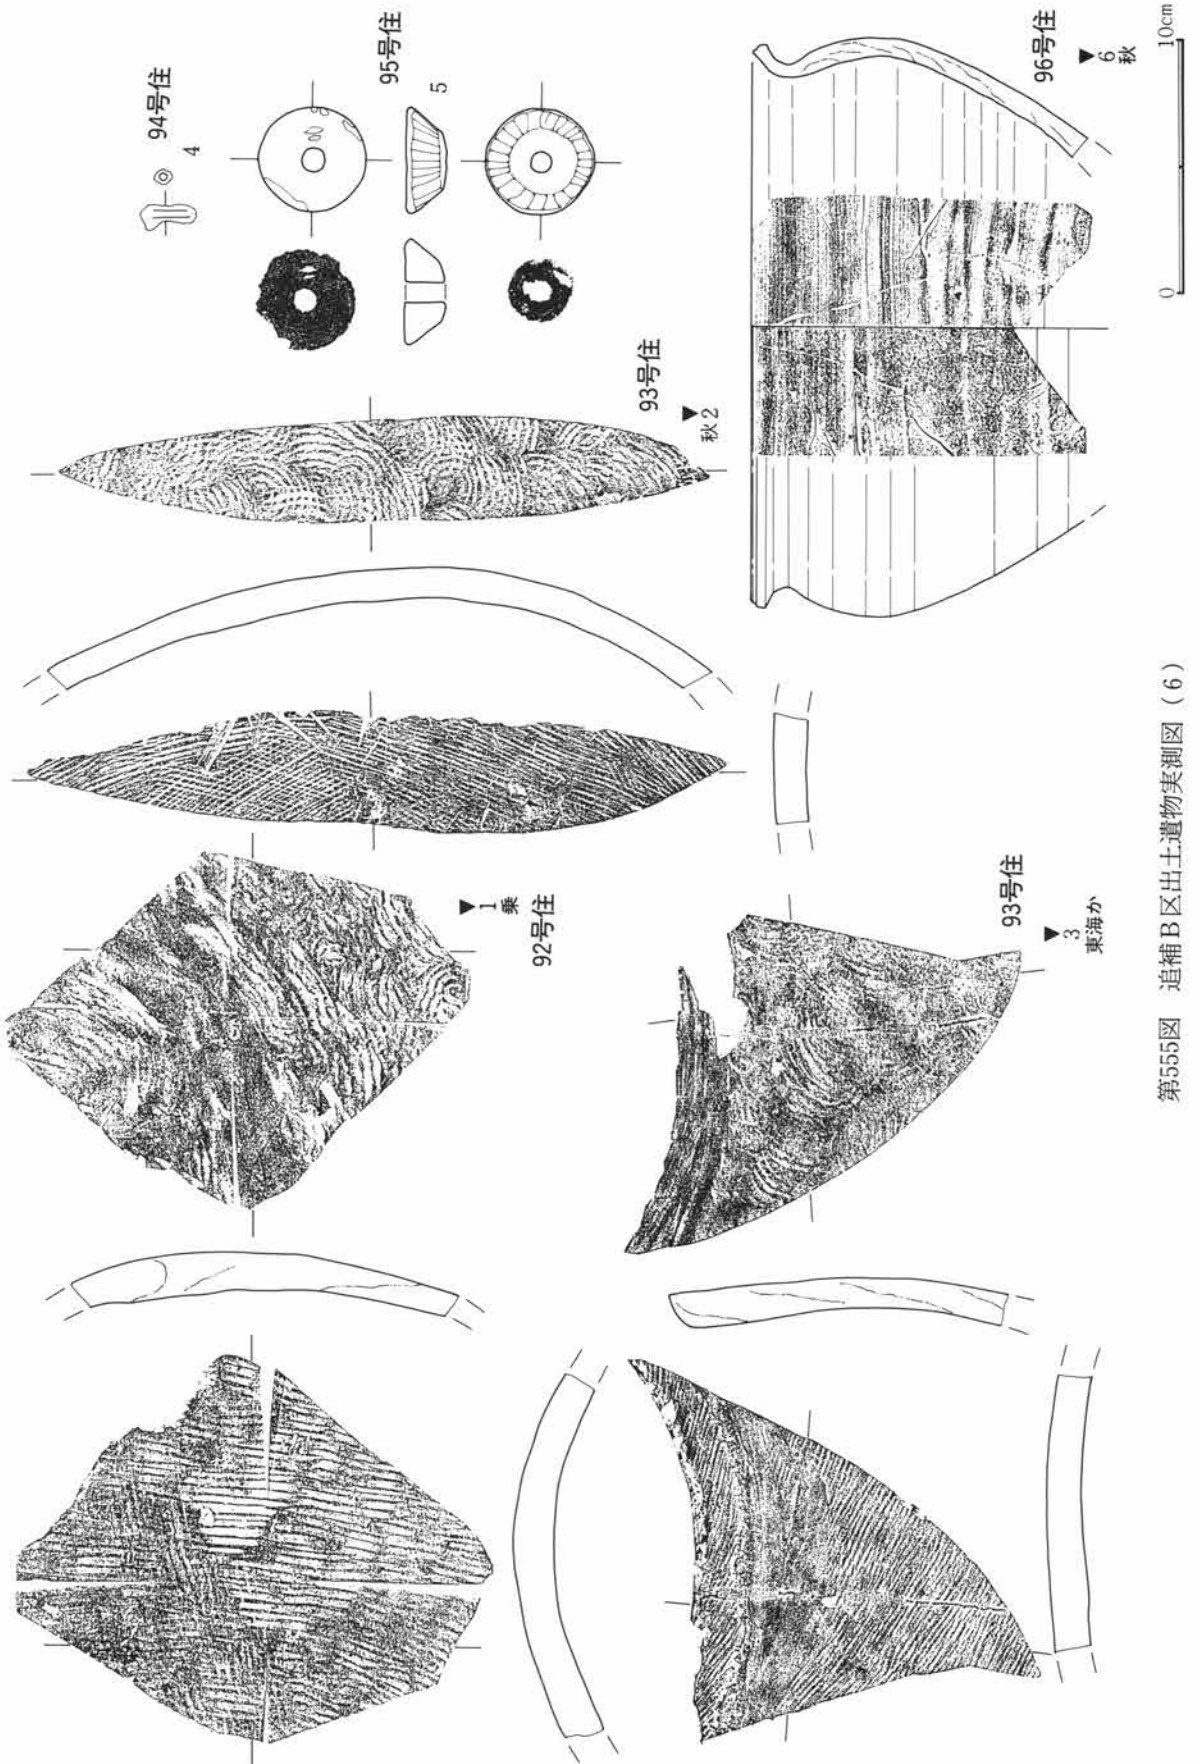 ▼
1
乗
92号住
93号住
▼
秋2
94号住
4
95号住
5
93号住
▼
3
東海か
96号住
▼
6
秋
0 10cm
第555図 追補B区出土遺物実測図(6)